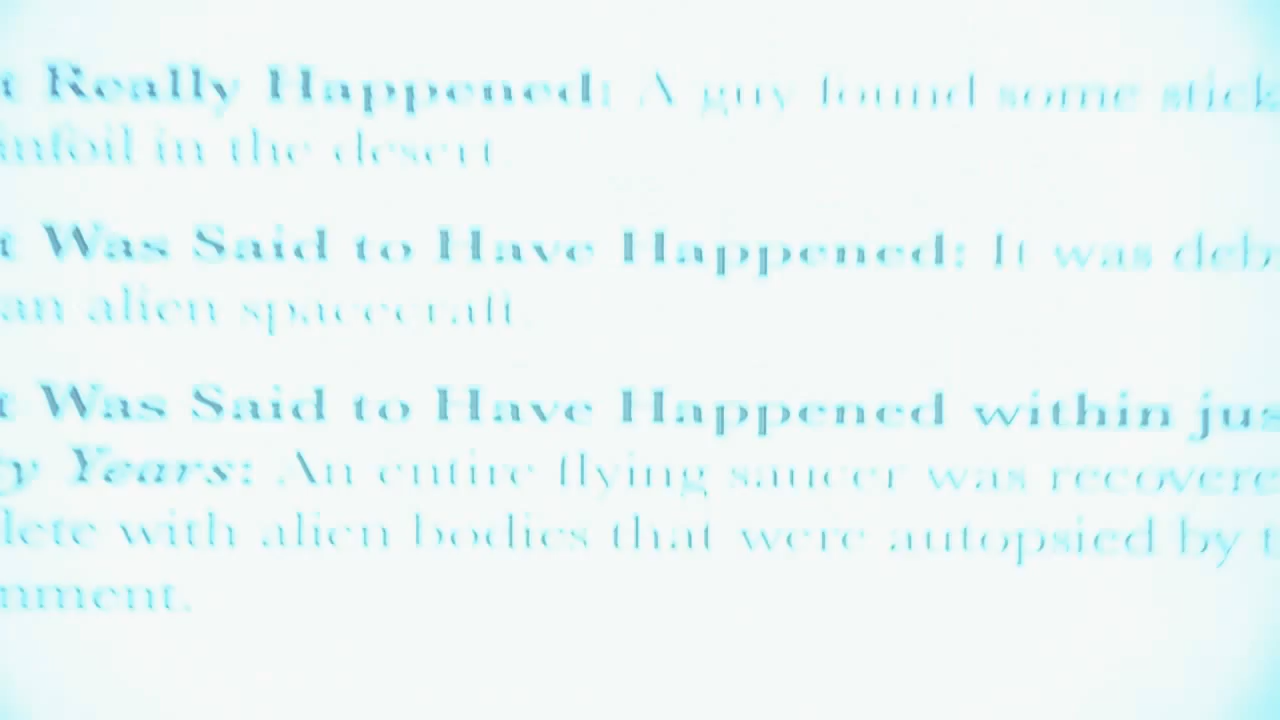 t Really Happened: A guy found some stick
infoil in the desert
t Was Said to Have Happened: It was deb
an alien spacecraft
t Was Said to Have Happened within jus
y Years: An entire flying saucer was recovere
lete with alien bodies that were autopsied by t
nment.